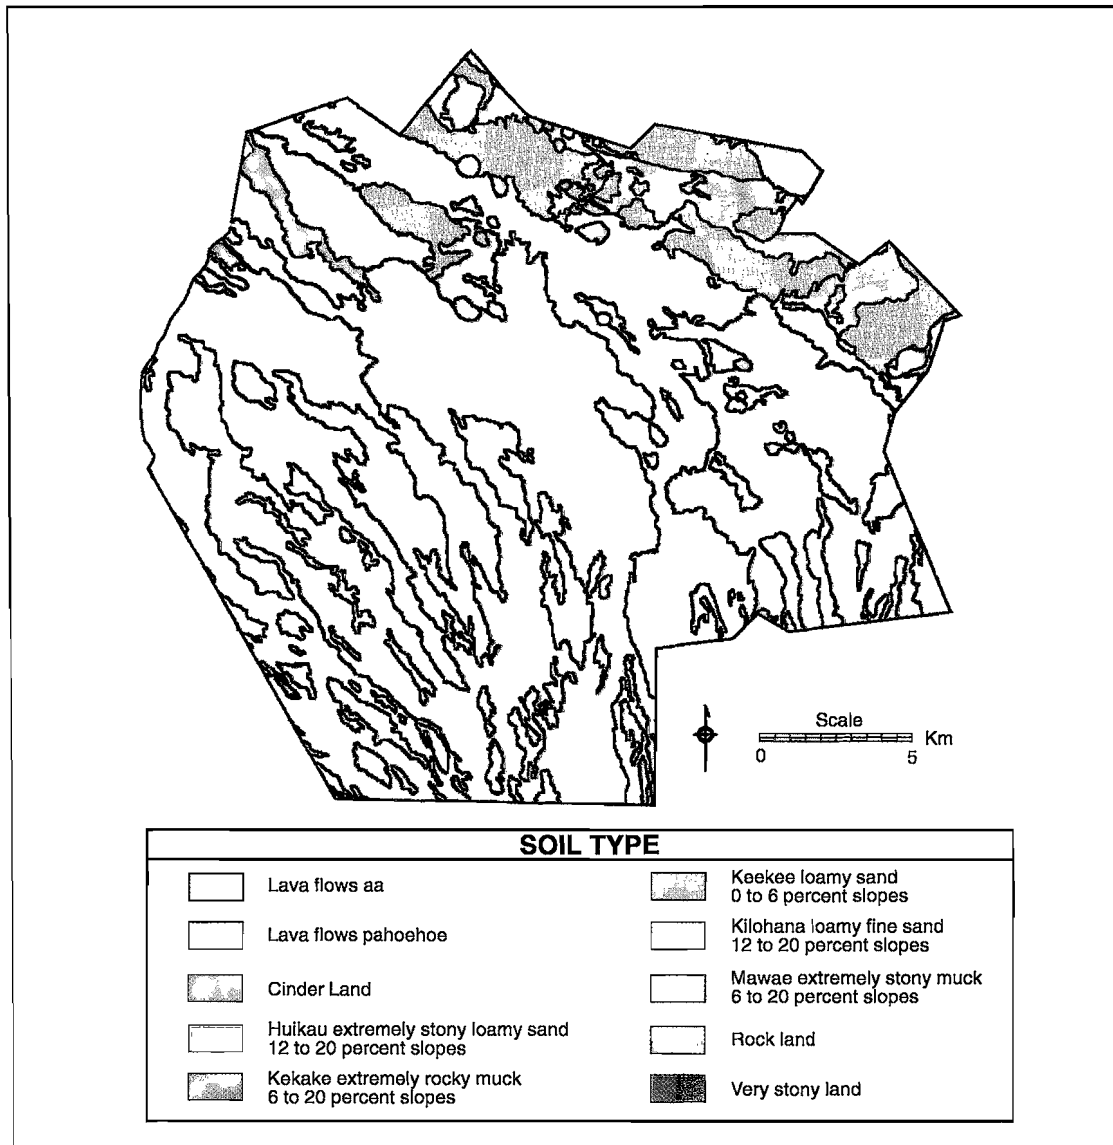 Scale
0 5 Km
SOIL TYPE
Lava flows aa
Lava flows pahoehoe
Cinder Land
Huikau extremely stony loamy sand
12 to 20 percent slopes
Kekake extremely rocky muck
6 to 20 percent slopes
Keekee loamy sand
0 to 6 percent slopes
Kilohana loamy fine sand
12 to 20 percent slopes
Mawae extremely stony muck
6 to 20 percent slopes
Rock land
Very stony land